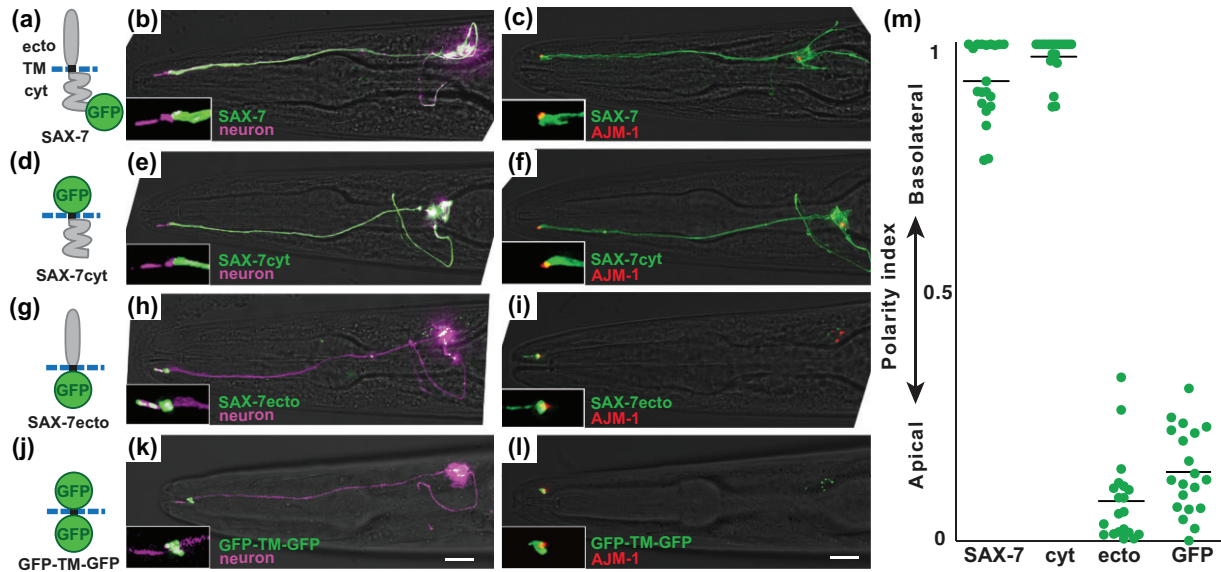 (a)
ecto
TM
cyt
GFP
SAX-7
(b)
SAX-7
neuron
(c)
SAX-7
AJM-1
(d)
GFP
SAX-7cyt
(e)
SAX-7cyt
neuron
(f)
SAX-7cyt
AJM-1
(g)
GFP
SAX-7ecto
(h)
SAX-7ecto
neuron
(i)
SAX-7ecto
AJM-1
(j)
GFP
GFP
GFP-TM-GFP
(k)
GFP-TM-GFP
neuron
(l)
GFP-TM-GFP
AJM-1
(m)
1
0.5
0
Polarity index
Basolateral
Apical
SAX-7 cyt ecto GFP